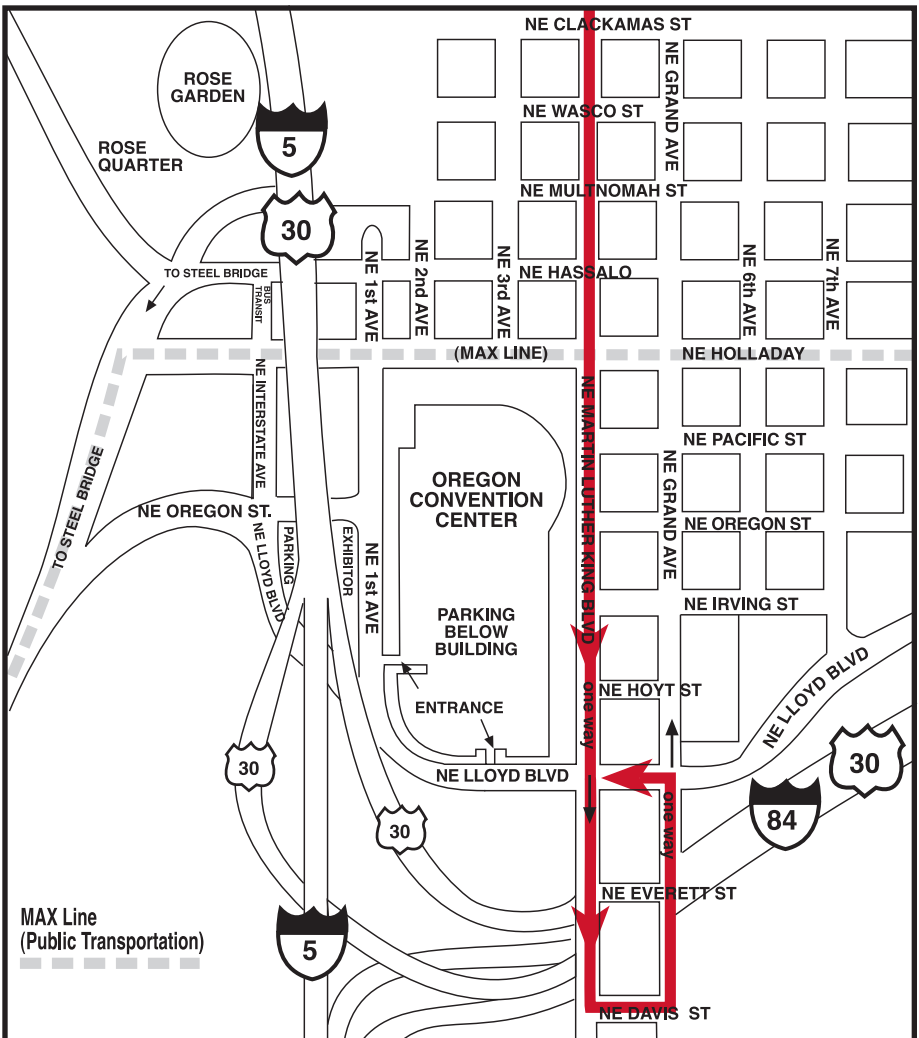 NE CLACKAMAS ST
ROSE
GARDEN
NE GRAND AVE
5
NE WASCO ST
ROSE
QUARTER
NE MULTNOMAH ST
30
TO STEEL BRIDGE
NE 1st AVE
NE 2nd AVE
NE 3rd AVE
NE HASSALO
NE 6th AVE
NE 7th AVE
BUS
TRANSIT
(MAX LINE)
NE HOLLADAY
NE INTERSTATE AVE
NE MARTIN LUTHER KING BLVD
NE PACIFIC ST
OREGON
CONVENTION
CENTER
NE GRAND AVE
TO STEEL BRIDGE
NE OREGON ST.
NE OREGON ST
NE LLOYD BLVD
PARKING
EXHIBITOR
NE 1st AVE
NE IRVING ST
PARKING
BELOW
BUILDING
NE LLOYD BLVD
NE HOYT ST
one way
ENTRANCE
30
NE LLOYD BLVD
30
84
one way
30
NE EVERETT ST
MAX Line
(Public Transportation)
5
NE DAVIS ST